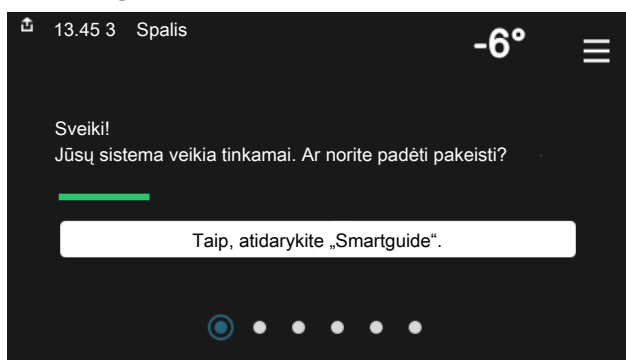 13.45 3 Spalis
-6°
Sveiki!
Jūsų sistema veikia tinkamai. Ar norite padėti pakeisti?
Taip, atidarykite „Smartguide“.